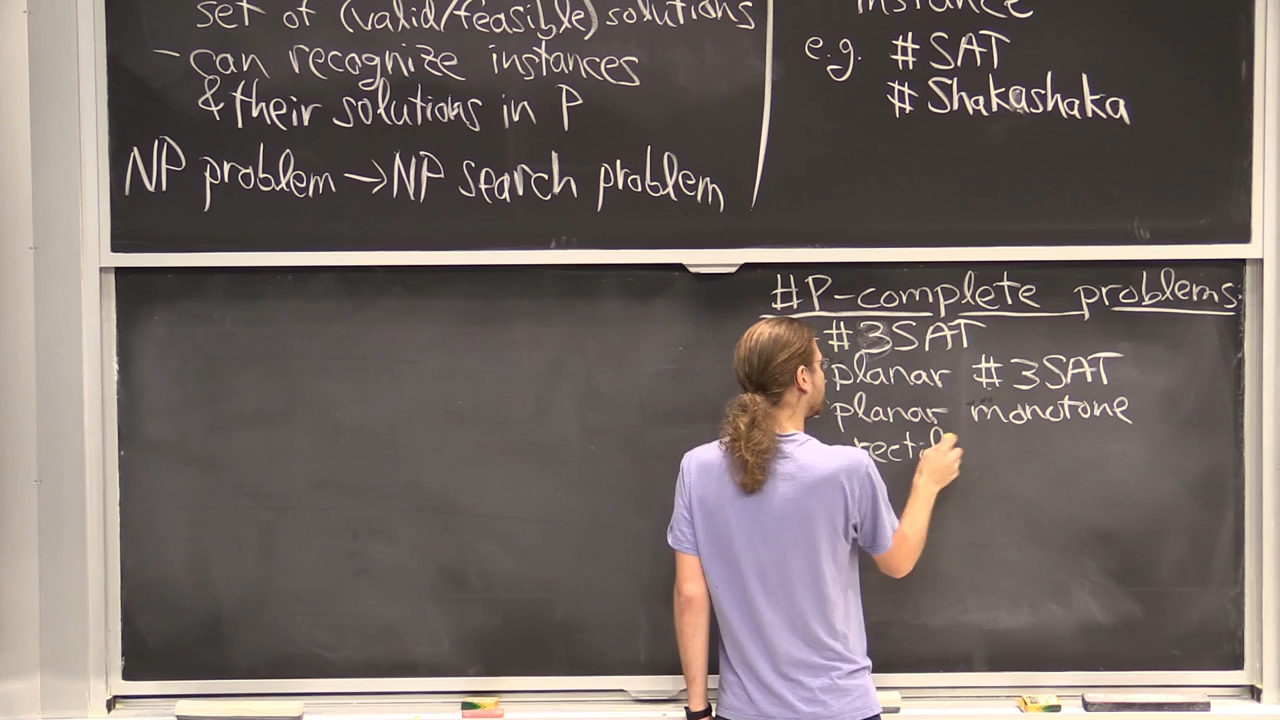 set of (valid/feasible) solutions
- can recognize instances
& their solutions in P
NP problem → NP search problem
instance
e.g. # SAT
# Shakashaka
#P-complete problems:
- #3SAT
planar #3SAT
planar monotone
rectil